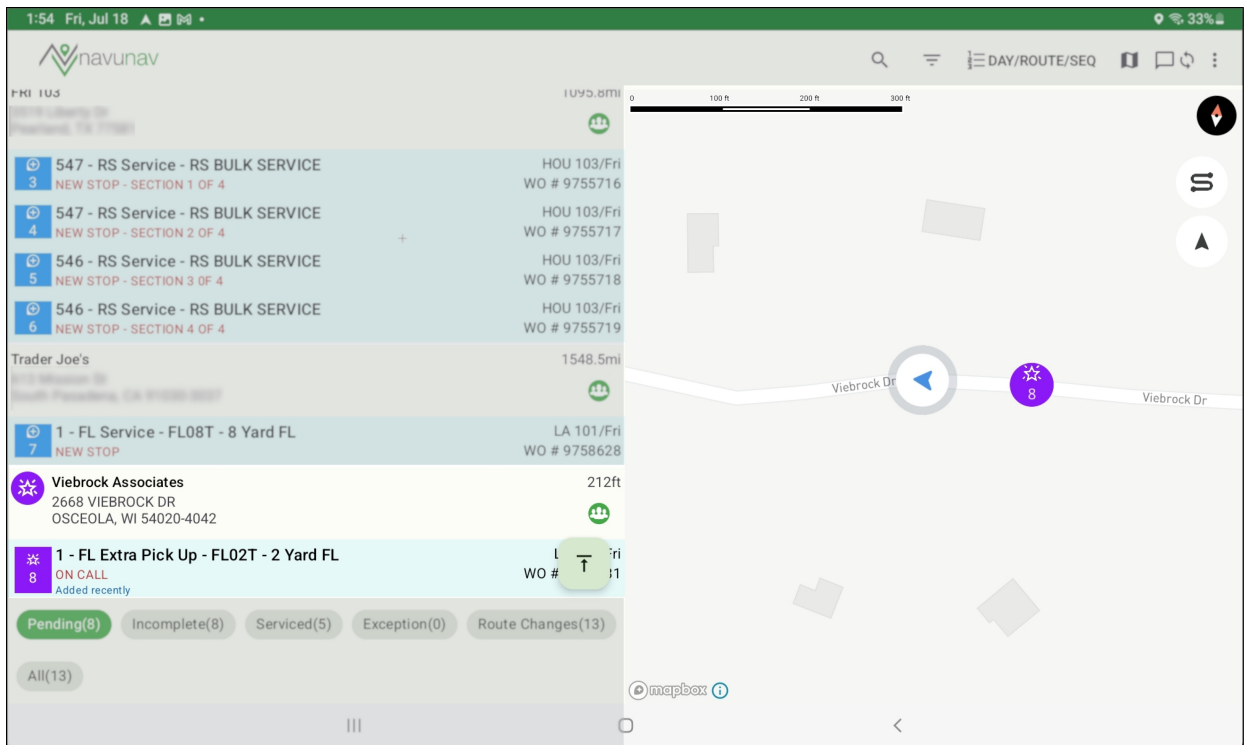 1:54 Fri, Jul 18
33%
navunav
DAY/ROUTE/SEQ
FRI 103
1095.8mi
547 - RS Service - RS BULK SERVICE
HOU 103/Fri
3
NEW STOP - SECTION 1 OF 4
WO # 9755716
547 - RS Service - RS BULK SERVICE
HOU 103/Fri
4
NEW STOP - SECTION 2 OF 4
WO # 9755717
546 - RS Service - RS BULK SERVICE
HOU 103/Fri
5
NEW STOP - SECTION 3 0F 4
WO # 9755718
546 - RS Service - RS BULK SERVICE
HOU 103/Fri
6
NEW STOP - SECTION 4 OF 4
WO # 9755719
Trader Joe's
1548.5mi
1 - FL Service - FL08T - 8 Yard FL
LA 101/Fri
7
NEW STOP
WO # 9758628
Viebrock Associates
212ft
2668 VIEBROCK DR
OSCEOLA, WI 54020-4042
1 - FL Extra Pick Up - FL02T - 2 Yard FL
8
ON CALL
WO #
Added recently
Pending(8)
Incomplete(8)
Serviced(5)
Exception(0)
Route Changes(13)
All(13)
0
100 ft
200 ft
300 ft
Viebrock Dr
8
Viebrock Dr
mapbox